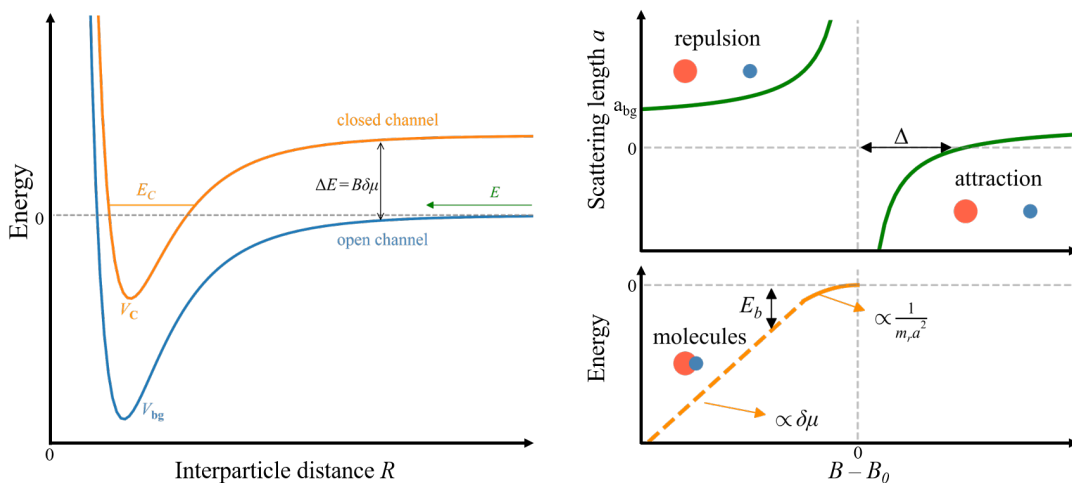 Energy
0
0
Interparticle distance R
closed channel
E_C
ΔE = Bδμ
E
open channel
V_C
V_bg
Scattering length a
repulsion
a_bg
0
Δ
attraction
Energy
0
E_b
∝ 1/(m_r a^2)
molecules
∝ δμ
0
B − B_0